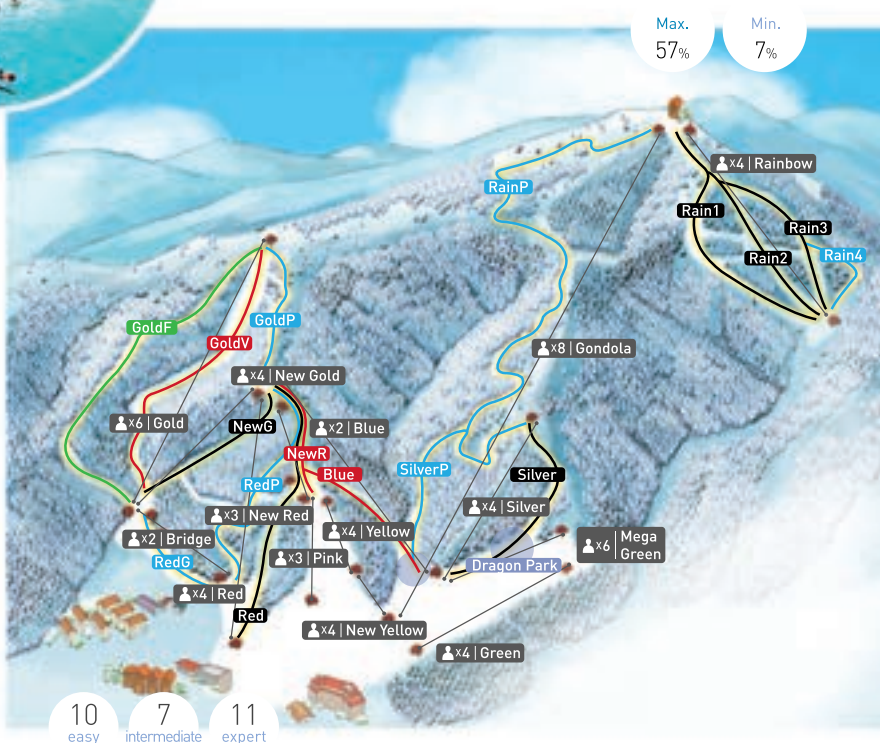 Max.
57%
Min.
7%
x4 | Rainbow
RainP
Rain1
Rain3
Rain2
Rain4
GoldF
GoldP
GoldV
x8 | Gondola
x4 | New Gold
x6 | Gold
NewG
x2 | Blue
NewR
SilverP
Blue
Silver
RedP
x4 | Silver
x3 | New Red
x4 | Yellow
x2 | Bridge
x6 | Mega
Green
x3 | Pink
RedG
Dragon Park
x4 | Red
Red
x4 | New Yellow
x4 | Green
10
easy
7
intermediate
11
expert